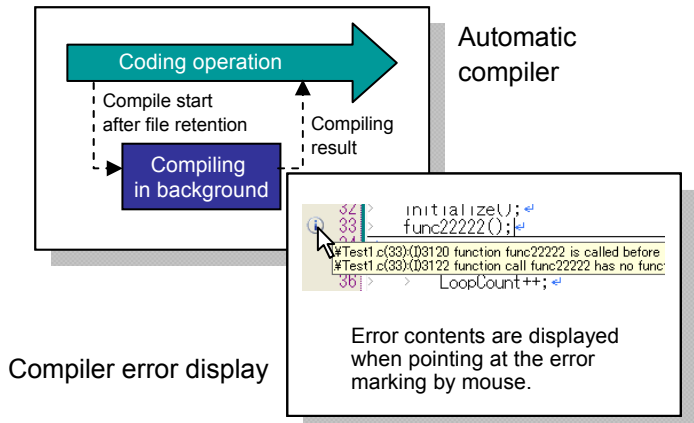 Coding operation
Automatic
compiler
Compile start
after file retention
Compiling
result
Compiling
in background
32 > initialize();↵
33 > func22222();↵
¥Test1.c(33):(I)3120 function func22222 is called before
¥Test1.c(33):(I)3122 function call func22222 has no func
36 > > LoopCount++;↵
Error contents are displayed
when pointing at the error
marking by mouse.
Compiler error display